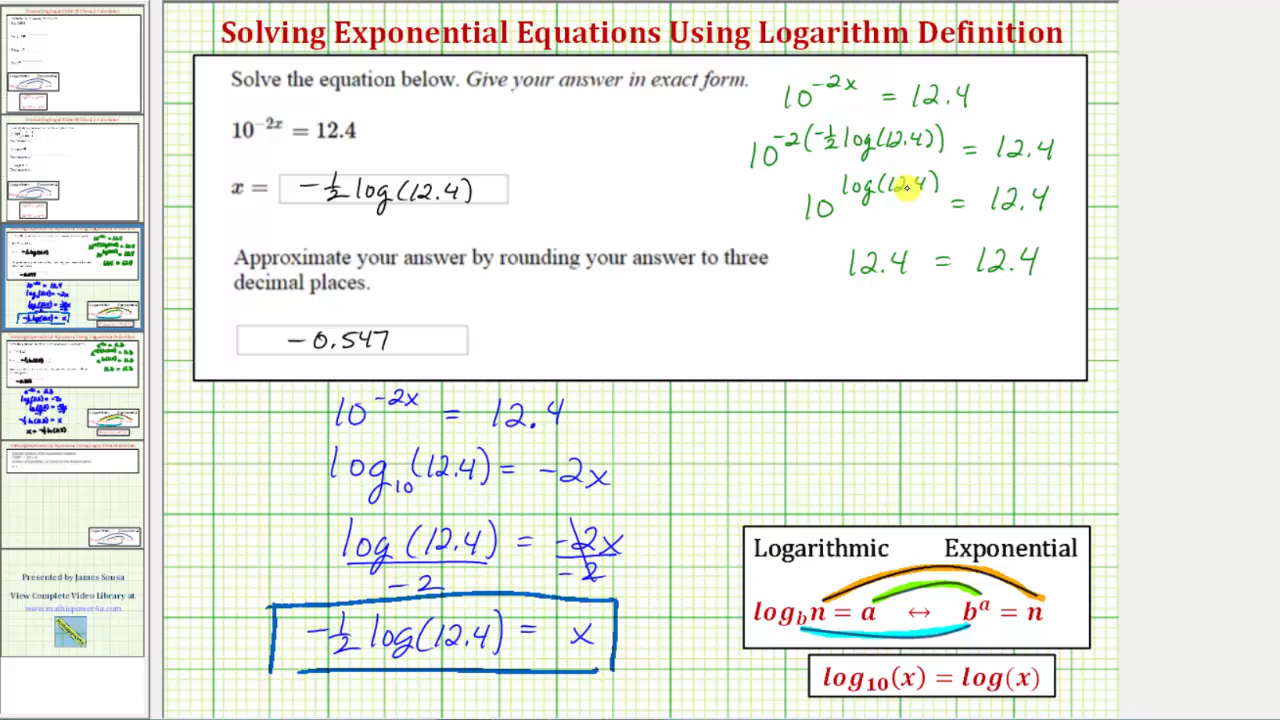 Solving Exponential Equations Using Logarithm Definition
Solve the equation below. Give your answer in exact form.
10^{-2x} = 12.4
x = -½ log(12.4)
Approximate your answer by rounding your answer to three
decimal places.
-0.547
10^{-2x} = 12.4
10^{-2(-½ log(12.4))} = 12.4
10^{log(12.4)} = 12.4
12.4 = 12.4
10^{-2x} = 12.4
log₁₀(12.4) = -2x
log(12.4)/-2 = -2x/-2
-½ log(12.4) = x
Logarithmic Exponential
log_b n = a ↔ b^a = n
log₁₀(x) = log(x)
Presented by James Sousa
View Complete Video Library at
www.mathispower4u.com